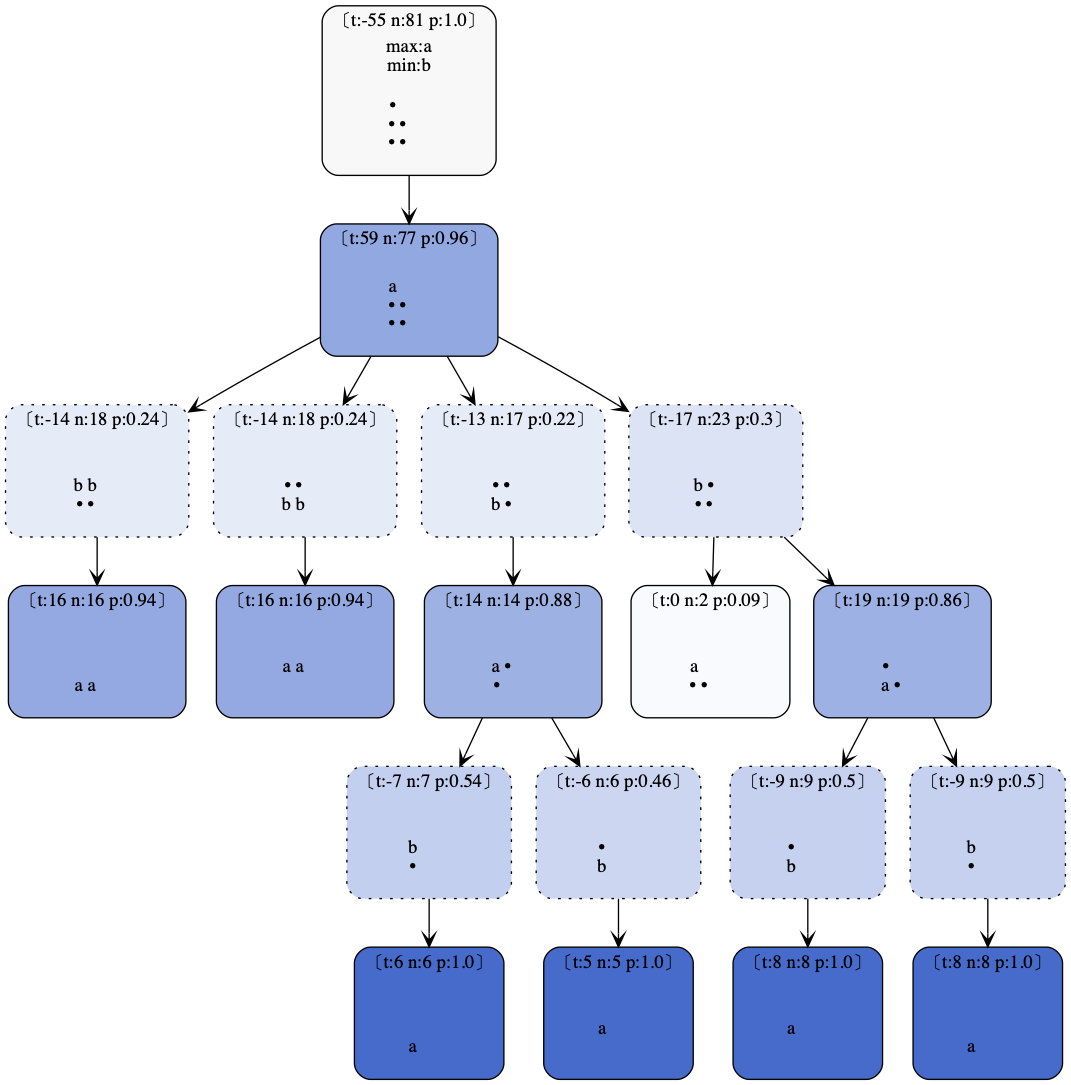 〔t:-55 n:81 p:1.0〕
max:a
min:b
•
••
••
〔t:59 n:77 p:0.96〕
a
••
••
〔t:-14 n:18 p:0.24〕
b b
••
〔t:-14 n:18 p:0.24〕
••
b b
〔t:-13 n:17 p:0.22〕
••
b •
〔t:-17 n:23 p:0.3〕
b •
••
〔t:16 n:16 p:0.94〕
a a
〔t:16 n:16 p:0.94〕
a a
〔t:14 n:14 p:0.88〕
a •
•
〔t:0 n:2 p:0.09〕
a
••
〔t:19 n:19 p:0.86〕
•
a •
〔t:-7 n:7 p:0.54〕
b
•
〔t:-6 n:6 p:0.46〕
•
b
〔t:-9 n:9 p:0.5〕
•
b
〔t:-9 n:9 p:0.5〕
b
•
〔t:6 n:6 p:1.0〕
a
〔t:5 n:5 p:1.0〕
a
〔t:8 n:8 p:1.0〕
a
〔t:8 n:8 p:1.0〕
a